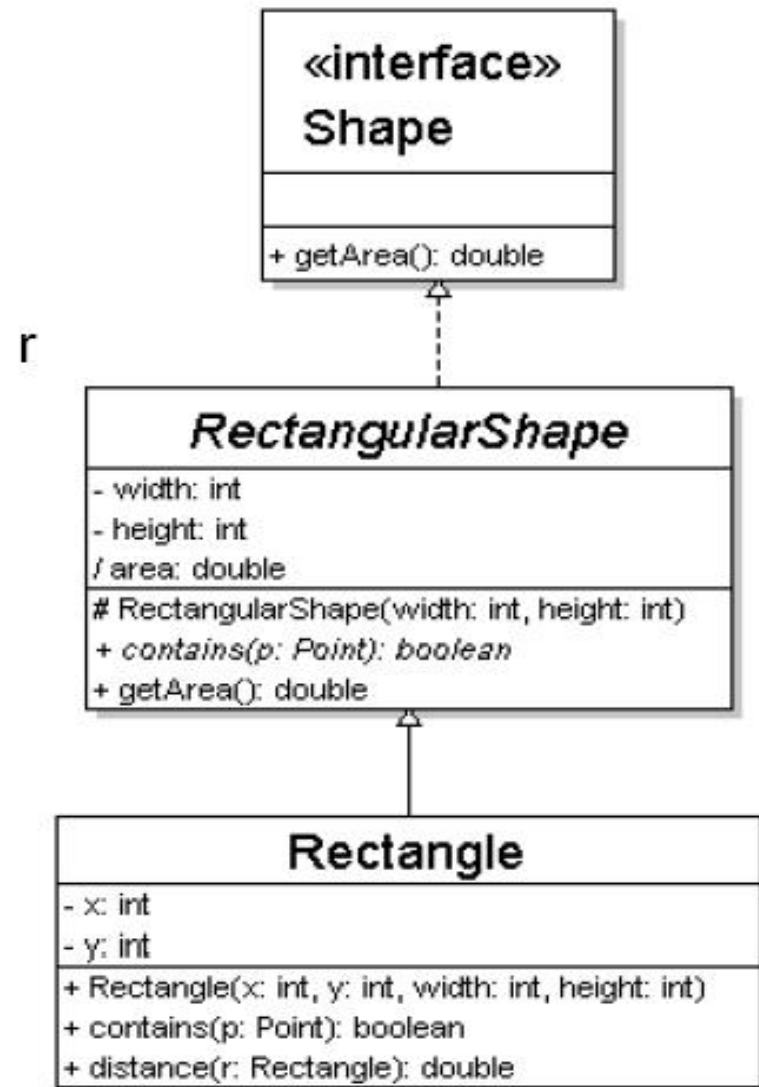 «interface»
Shape
+ getArea(): double
r
RectangularShape
- width: int
- height: int
/ area: double
# RectangularShape(width: int, height: int)
+ contains(p: Point): boolean
+ getArea(): double
Rectangle
- x: int
- y: int
+ Rectangle(x: int, y: int, width: int, height: int)
+ contains(p: Point): boolean
+ distance(r: Rectangle): double